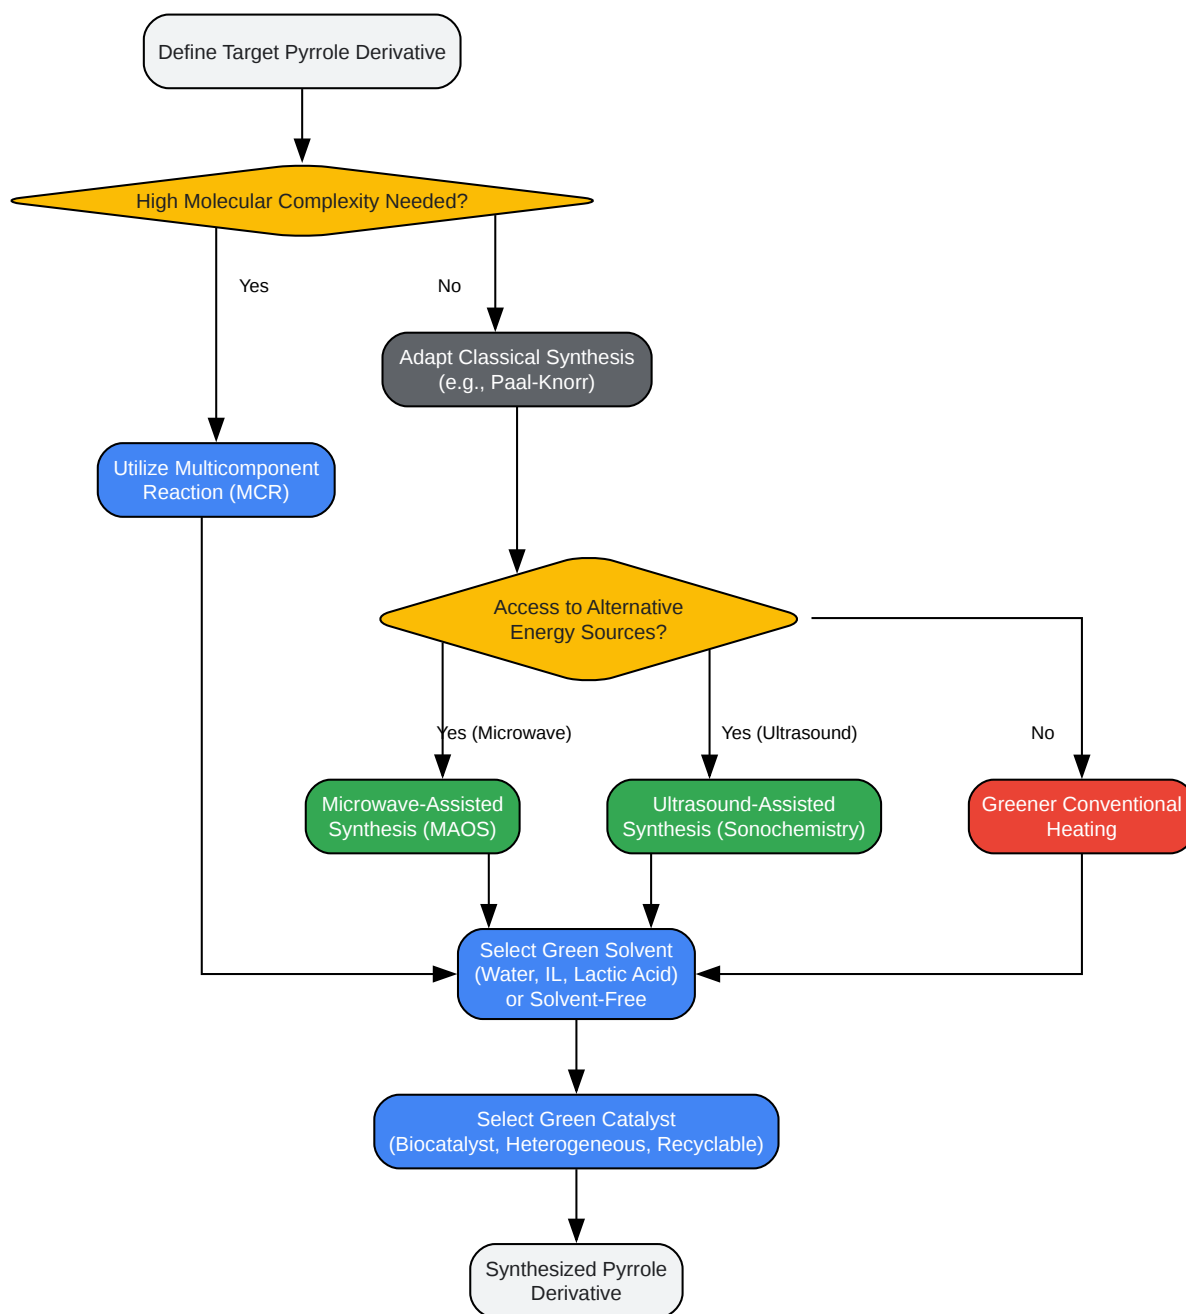 Define Target Pyrrole Derivative
High Molecular Complexity Needed?
Yes
No
Adapt Classical Synthesis
(e.g., Paal-Knorr)
Utilize Multicomponent
Reaction (MCR)
Access to Alternative
Energy Sources?
Yes (Microwave)
Yes (Ultrasound)
No
Microwave-Assisted
Synthesis (MAOS)
Ultrasound-Assisted
Synthesis (Sonochemistry)
Greener Conventional
Heating
Select Green Solvent
(Water, IL, Lactic Acid)
or Solvent-Free
Select Green Catalyst
(Biocatalyst, Heterogeneous, Recyclable)
Synthesized Pyrrole
Derivative